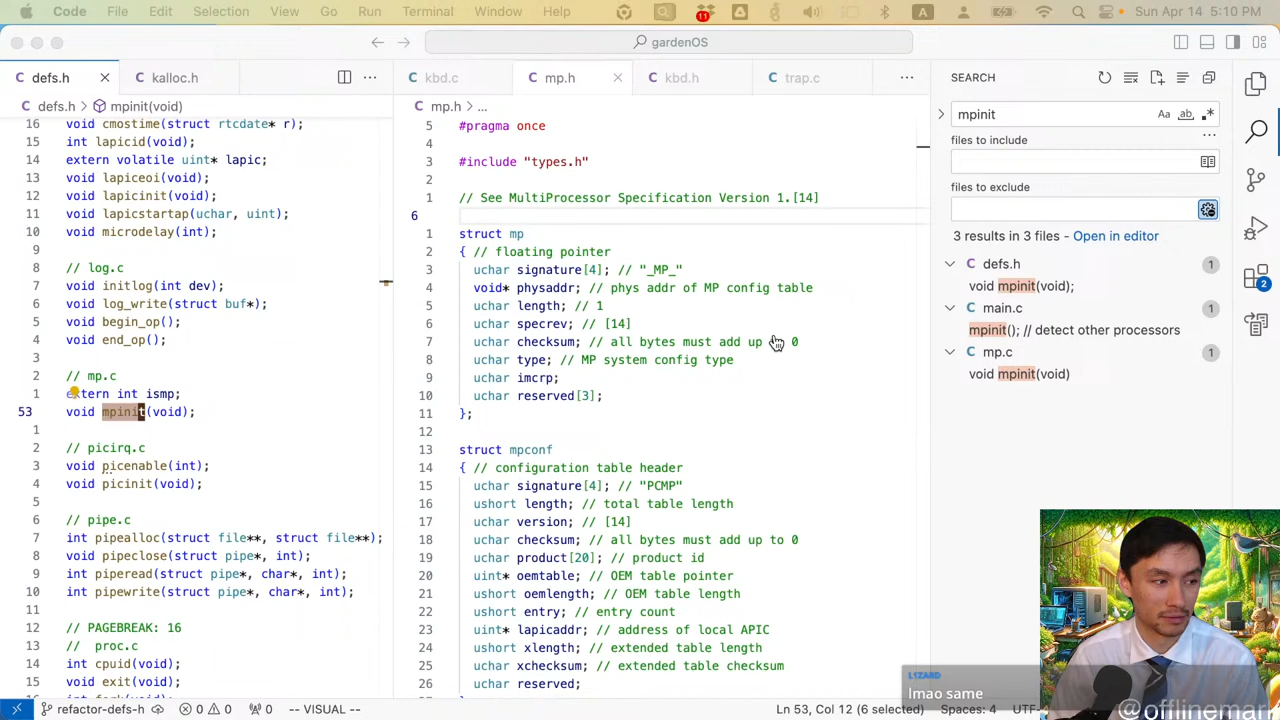 Code File Edit Selection View Go Run Terminal Window Help 11 A Sun Apr 14 5:10 PM
gardenOS
defs.h kalloc.h kbd.c mp.h kbd.h trap.c SEARCH
defs.h > mpinit(void)
mp.h > ...
16 void cmostime(struct rtcdate* r);
15 int lapicid(void);
14 extern volatile uint* lapic;
13 void lapiceoi(void);
12 void lapicinit(void);
11 void lapicstartap(uchar, uint);
10 void microdelay(int);
9
8 // log.c
7 void initlog(int dev);
6 void log_write(struct buf*);
5 void begin_op();
4 void end_op();
3
2 // mp.c
1 extern int ismp;
53 void mpinit(void);
1
2 // picirq.c
3 void picenable(int);
4 void picinit(void);
5
6 // pipe.c
7 int pipealloc(struct file**, struct file**);
8 void pipeclose(struct pipe*, int);
9 int piperead(struct pipe*, char*, int);
10 int pipewrite(struct pipe*, char*, int);
11
12 // PAGEBREAK: 16
13 // proc.c
14 int cpuid(void);
15 void exit(void);
5 #pragma once
4
3 #include "types.h"
2
1 // See MultiProcessor Specification Version 1.[14]
6
1 struct mp
2 { // floating pointer
3 uchar signature[4]; // "_MP_"
4 void* physaddr; // phys addr of MP config table
5 uchar length; // 1
6 uchar specrev; // [14]
7 uchar checksum; // all bytes must add up to 0
8 uchar type; // MP system config type
9 uchar imcrp;
10 uchar reserved[3];
11 };
12
13 struct mpconf
14 { // configuration table header
15 uchar signature[4]; // "PCMP"
16 ushort length; // total table length
17 uchar version; // [14]
18 uchar checksum; // all bytes must add up to 0
19 uchar product[20]; // product id
20 uint* oemtable; // OEM table pointer
21 ushort oemlength; // OEM table length
22 ushort entry; // entry count
23 uint* lapicaddr; // address of local APIC
24 ushort xlength; // extended table length
25 uchar xchecksum; // extended table checksum
26 uchar reserved;
mpinit Aa ab .*
files to include
files to exclude
3 results in 3 files - Open in editor
defs.h 1
void mpinit(void);
main.c 1
mpinit(); // detect other processors
mp.c 1
void mpinit(void)
2
L1ZARD
lmao same
@offlinemark
refactor-defs-h 0 0 0 -- VISUAL -- Ln 53, Col 12 (6 selected) Spaces: 4 UTF-